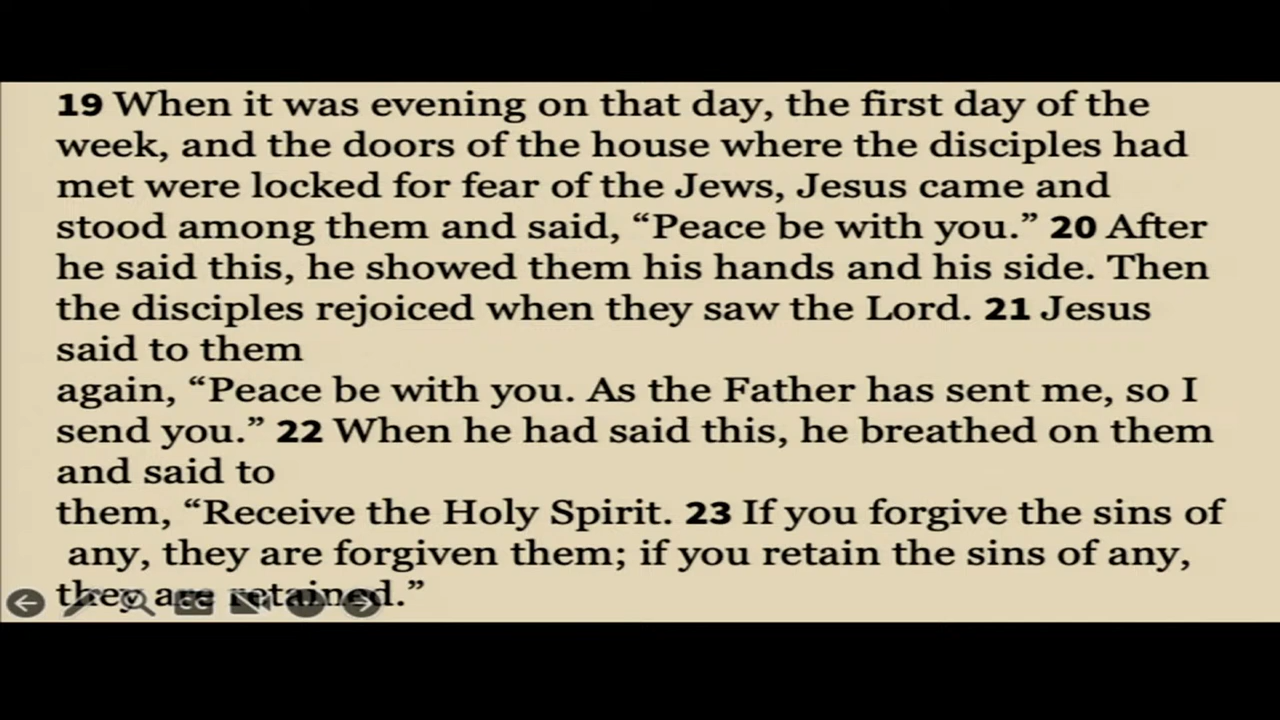 19 When it was evening on that day, the first day of the
week, and the doors of the house where the disciples had
met were locked for fear of the Jews, Jesus came and
stood among them and said, “Peace be with you.” 20 After
he said this, he showed them his hands and his side. Then
the disciples rejoiced when they saw the Lord. 21 Jesus
said to them
again, “Peace be with you. As the Father has sent me, so I
send you.” 22 When he had said this, he breathed on them
and said to
them, “Receive the Holy Spirit. 23 If you forgive the sins of
any, they are forgiven them; if you retain the sins of any,
they are retained.”
CC